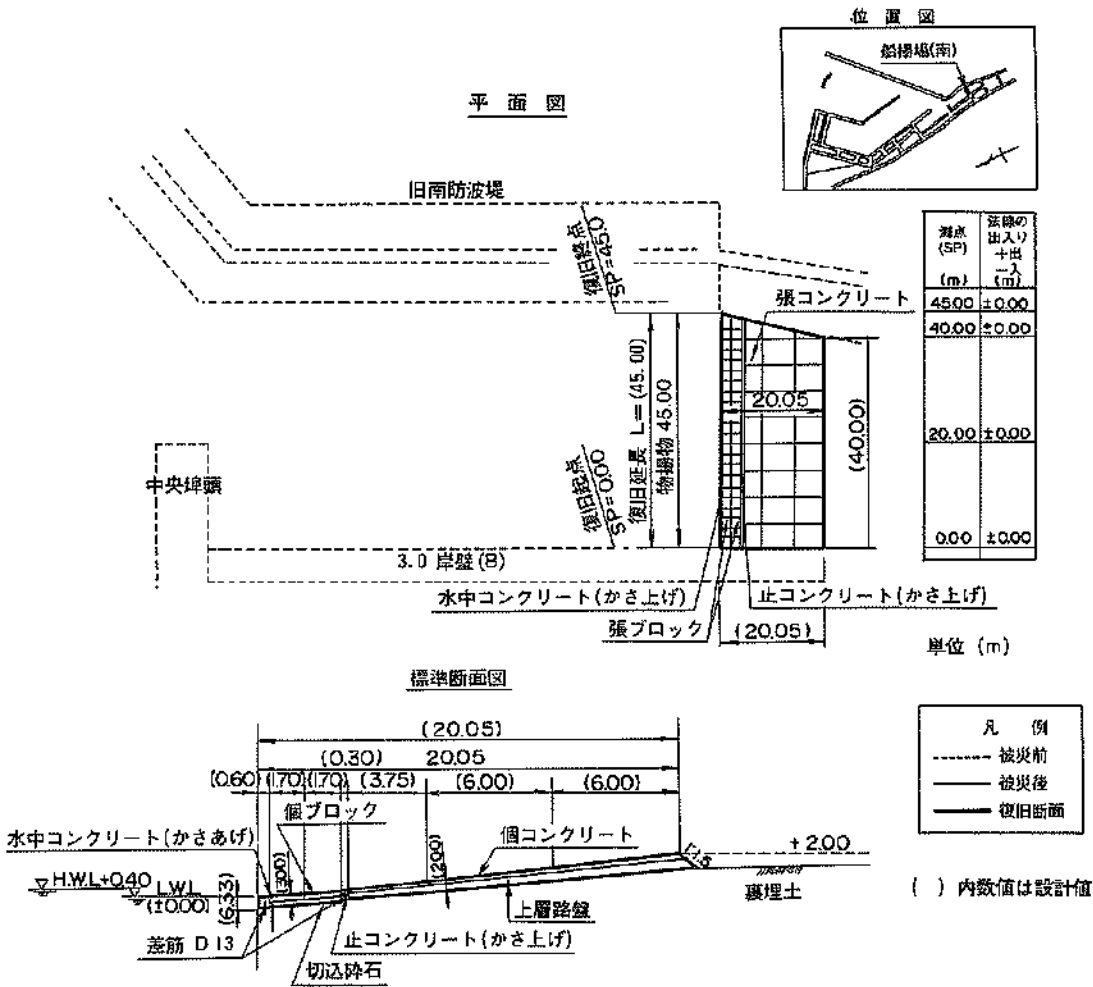 位置図
船揚場(南)
平面図
旧南防波堤
復旧終点
SP=45.0
測点
(SP)
(m)
法線の
出入り
+出
-入
(m)
45.00 ±0.00
40.00 ±0.00
20.00 ±0.00
0.00 ±0.00
張コンクリート
復旧延長 L=(45.00)
物揚物 45.00
20.05
(40.00)
復旧起点
SP=0.00
中央埠頭
3.0 岸壁(B)
水中コンクリート(かさ上げ)
止コンクリート(かさ上げ)
張ブロック
(20.05)
単位 (m)
標準断面図
(20.05)
(0.30) 20.05
(0.60) (1.70) (1.70) (3.75) (6.00) (6.00)
個ブロック
水中コンクリート(かさあげ)
個コンクリート
(300)
(200)
1:1.5
+2.00
H.W.L+0.40
L.W.L
(±0.00)
(6.33)
裏埋土
上層路盤
差筋 D13
止コンクリート(かさ上げ)
切込砕石
凡例
被災前
被災後
復旧断面
( ) 内数値は設計値